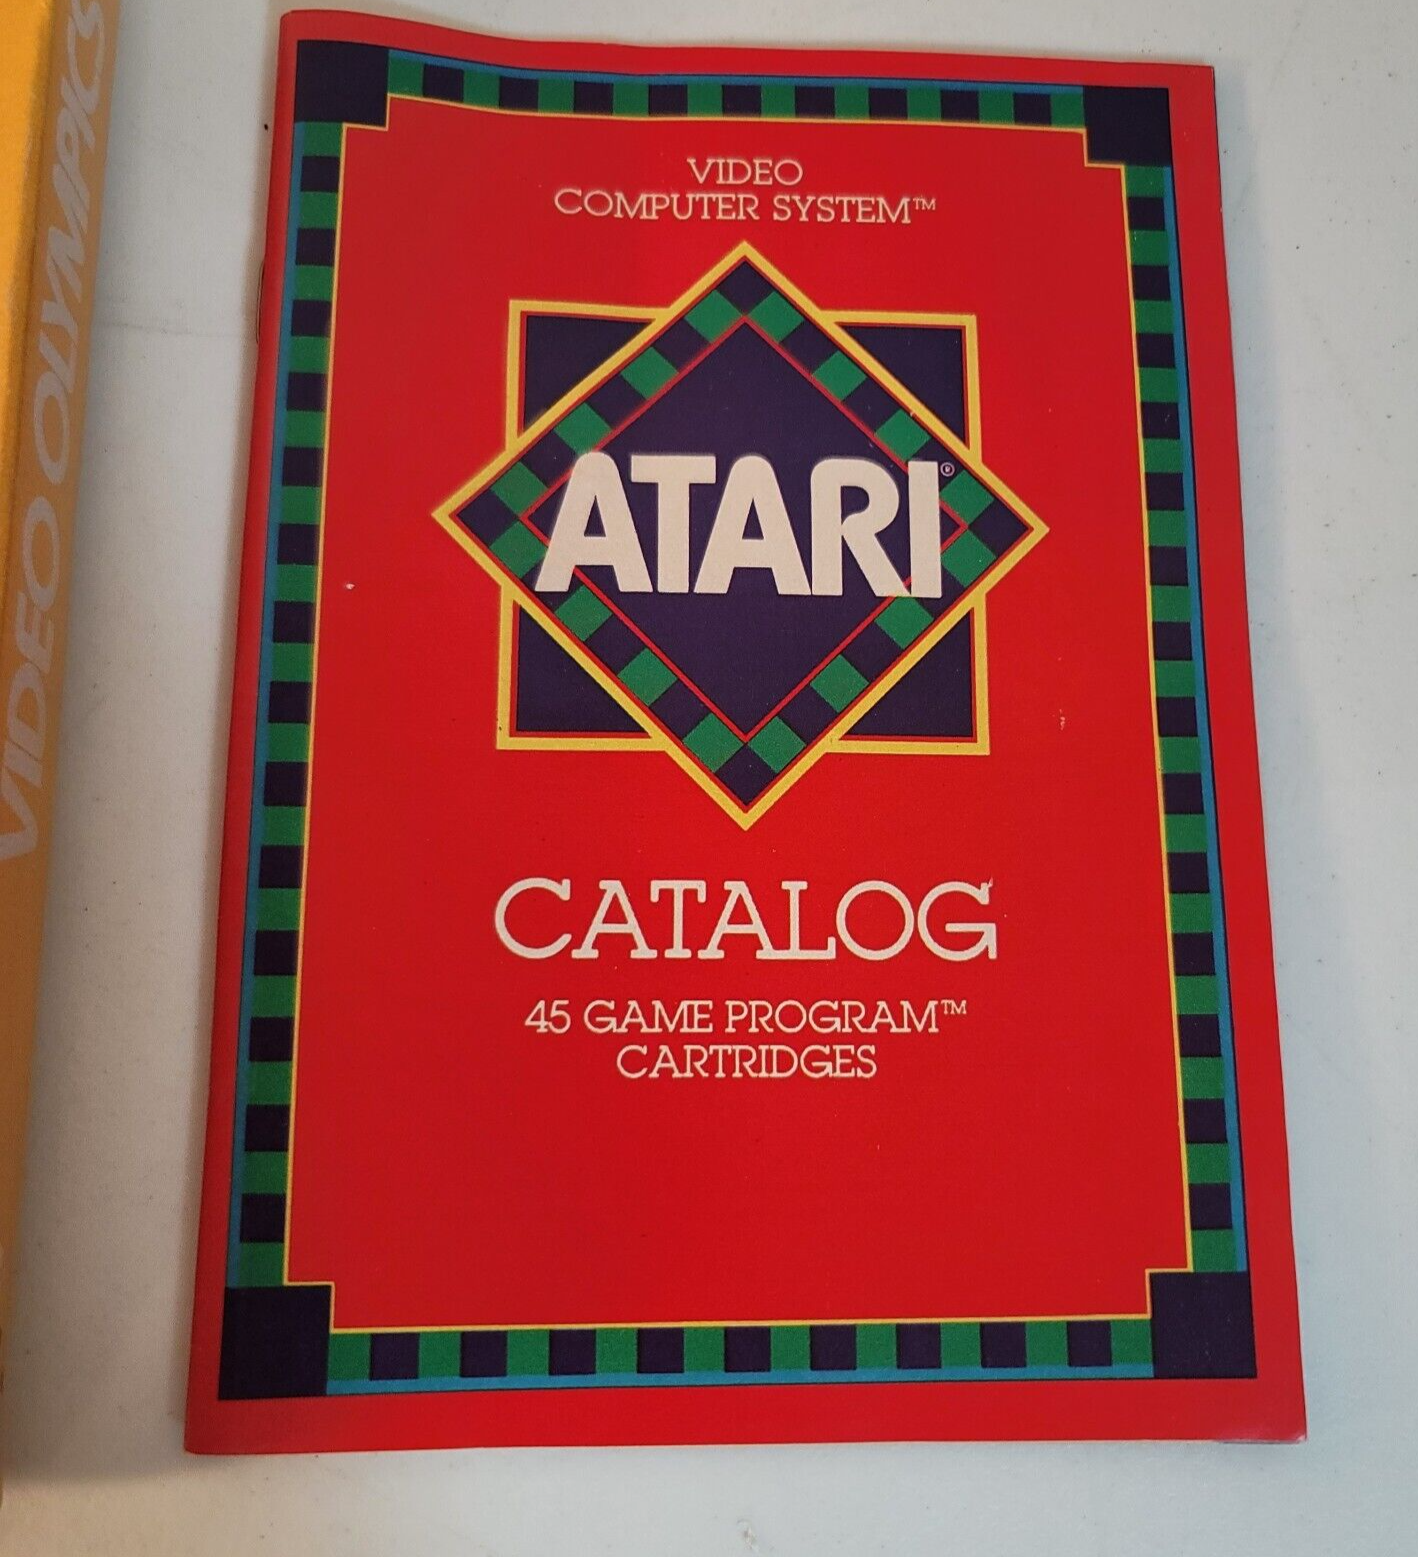 VIDEO OLYMPICS
VIDEO
COMPUTER SYSTEM™
ATARI®
CATALOG
45 GAME PROGRAM™
CARTRIDGES